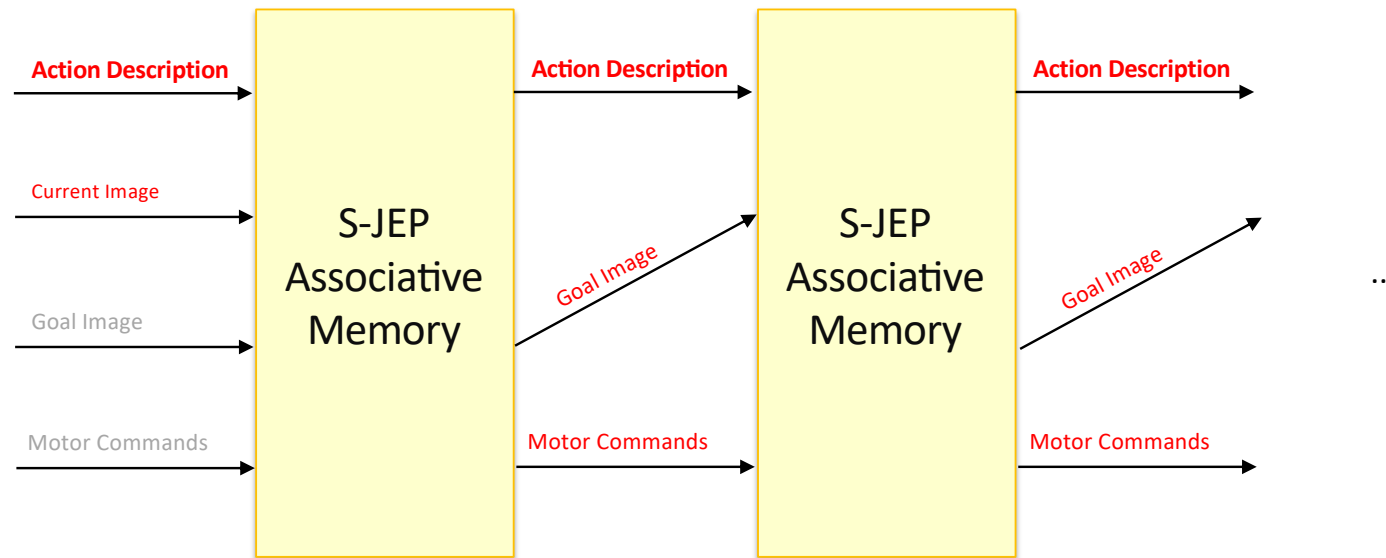 Action Description
Action Description
Action Description
Current Image
S-JEP
Associative
Memory
S-JEP
Associative
Memory
Goal Image
Goal Image
Goal Image
..
Motor Commands
Motor Commands
Motor Commands